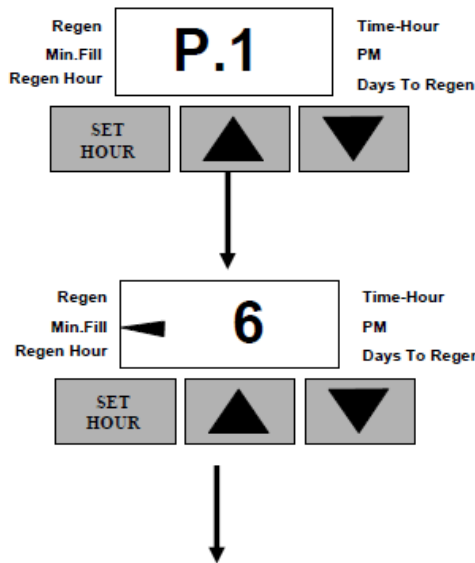 Regen
Min.Fill
Regen Hour
P.1
Time-Hour
PM
Days To Regen
SET
HOUR
Regen
Min.Fill
Regen Hour
6
Time-Hour
PM
Days To Regen
SET
HOUR